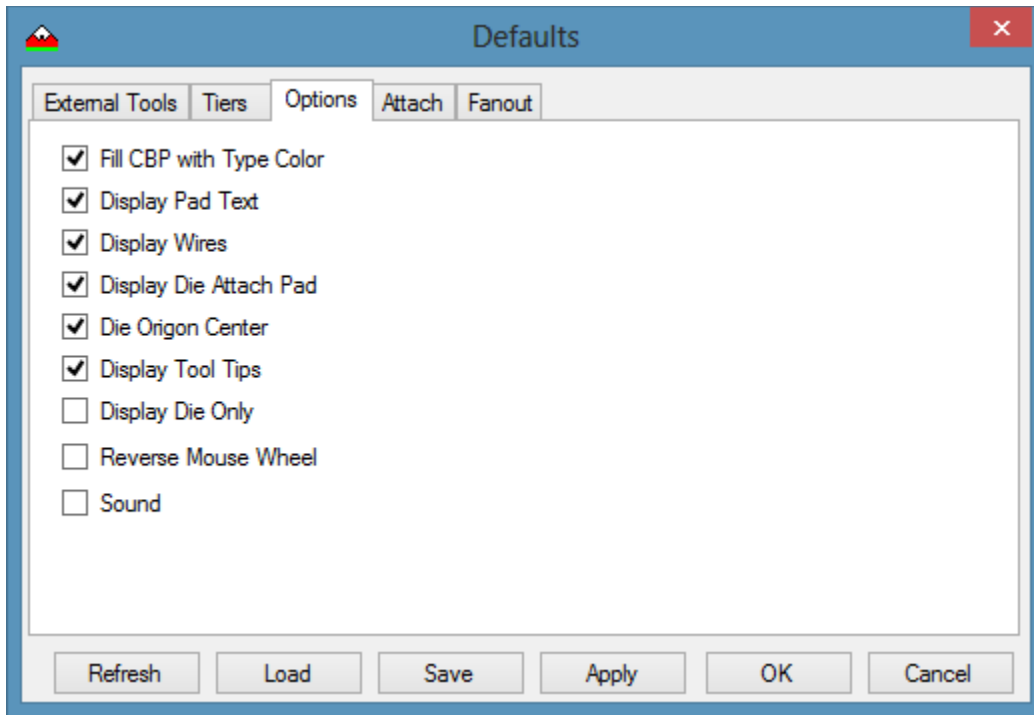 Defaults
External Tools Tiers Options Attach Fanout
Fill CBP with Type Color
Display Pad Text
Display Wires
Display Die Attach Pad
Die Origon Center
Display Tool Tips
Display Die Only
Reverse Mouse Wheel
Sound
Refresh Load Save Apply OK Cancel